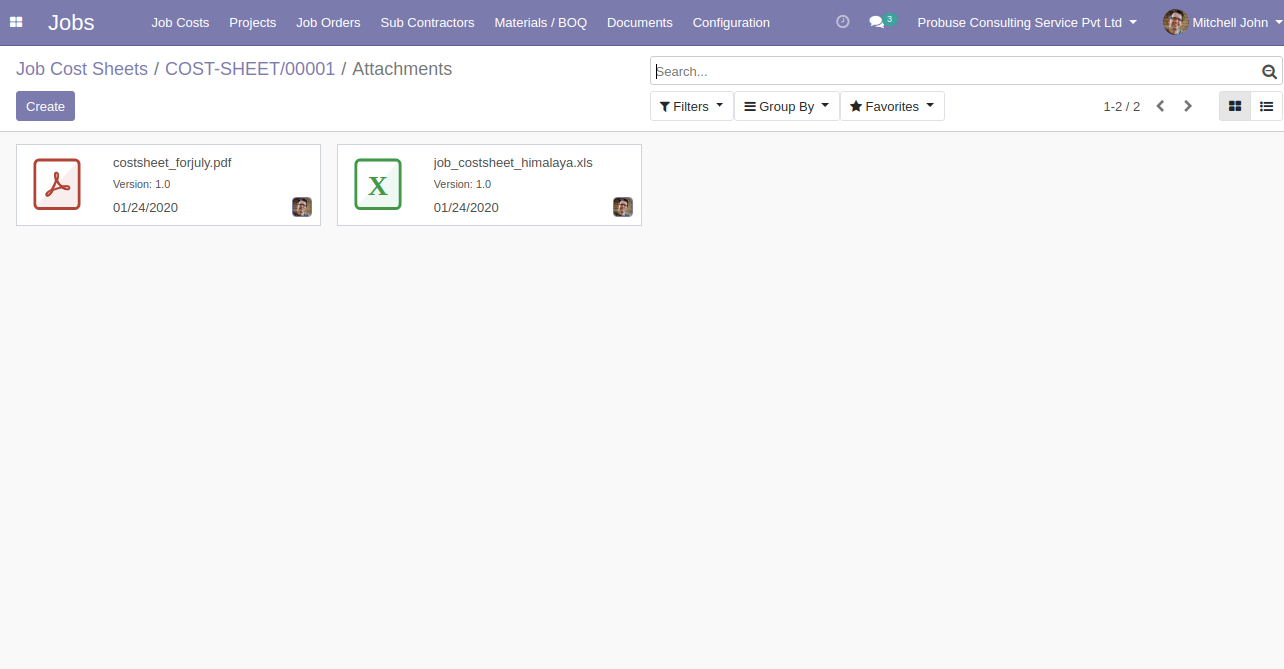 Jobs Job Costs Projects Job Orders Sub Contractors Materials / BOQ Documents Configuration 3 Probuse Consulting Service Pvt Ltd Mitchell John
Job Cost Sheets / COST-SHEET/00001 / Attachments
Search...
Create
Filters Group By Favorites 1-2 / 2
costsheet_forjuly.pdf
Version: 1.0
01/24/2020
X
job_costsheet_himalaya.xls
Version: 1.0
01/24/2020